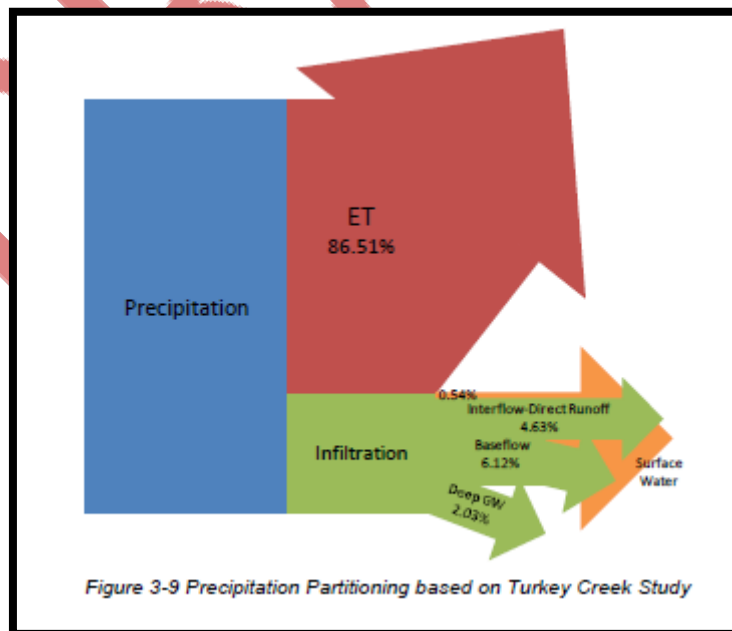 ET
86.51%
Precipitation
0.54%
Interflow-Direct Runoff
4.63%
Infiltration
Baseflow
6.12%
Surface
Water
Deep GW
2.03%
Figure 3-9 Precipitation Partitioning based on Turkey Creek Study